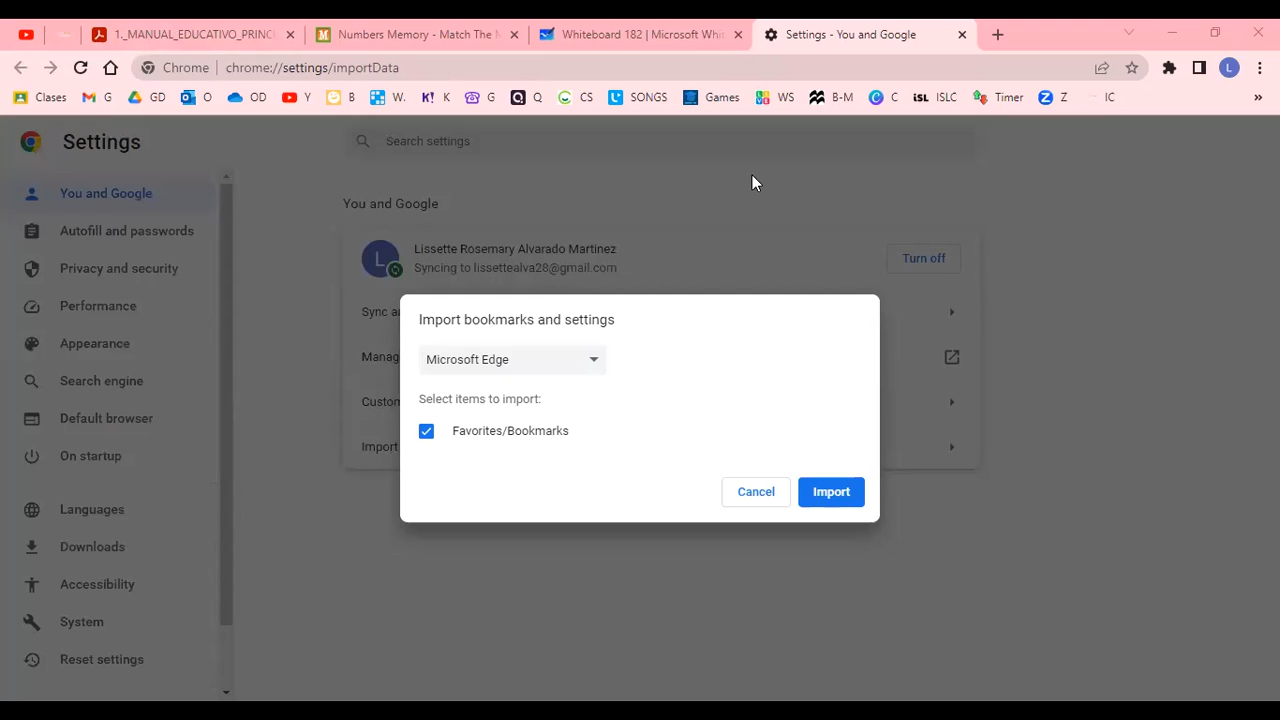 1._MANUAL_EDUCATIVO_PRINC
Numbers Memory - Match The N
Whiteboard 182 | Microsoft Whit
Settings - You and Google
Chrome
chrome://settings/importData
L
Clases
G
GD
O
OD
Y
B
W.
K
G
Q
CS
SONGS
Games
WS
B-M
C
ISLC
Timer
Z
IC
Settings
Search settings
You and Google
Autofill and passwords
Privacy and security
Performance
Appearance
Search engine
Default browser
On startup
Languages
Downloads
Accessibility
System
Reset settings
You and Google
L
Lissette Rosemary Alvarado Martinez
Syncing to lissettealva28@gmail.com
Turn off
Sync a
Manag
Custom
Import
Import bookmarks and settings
Microsoft Edge
Select items to import:
Favorites/Bookmarks
Cancel
Import